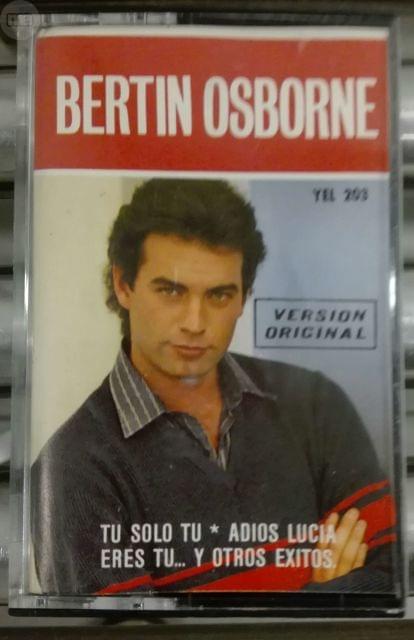 BERTIN OSBORNE
YEL 203
VERSION
ORIGINAL
TU SOLO TU * ADIOS LUCIA
ERES TU... Y OTROS EXITOS.